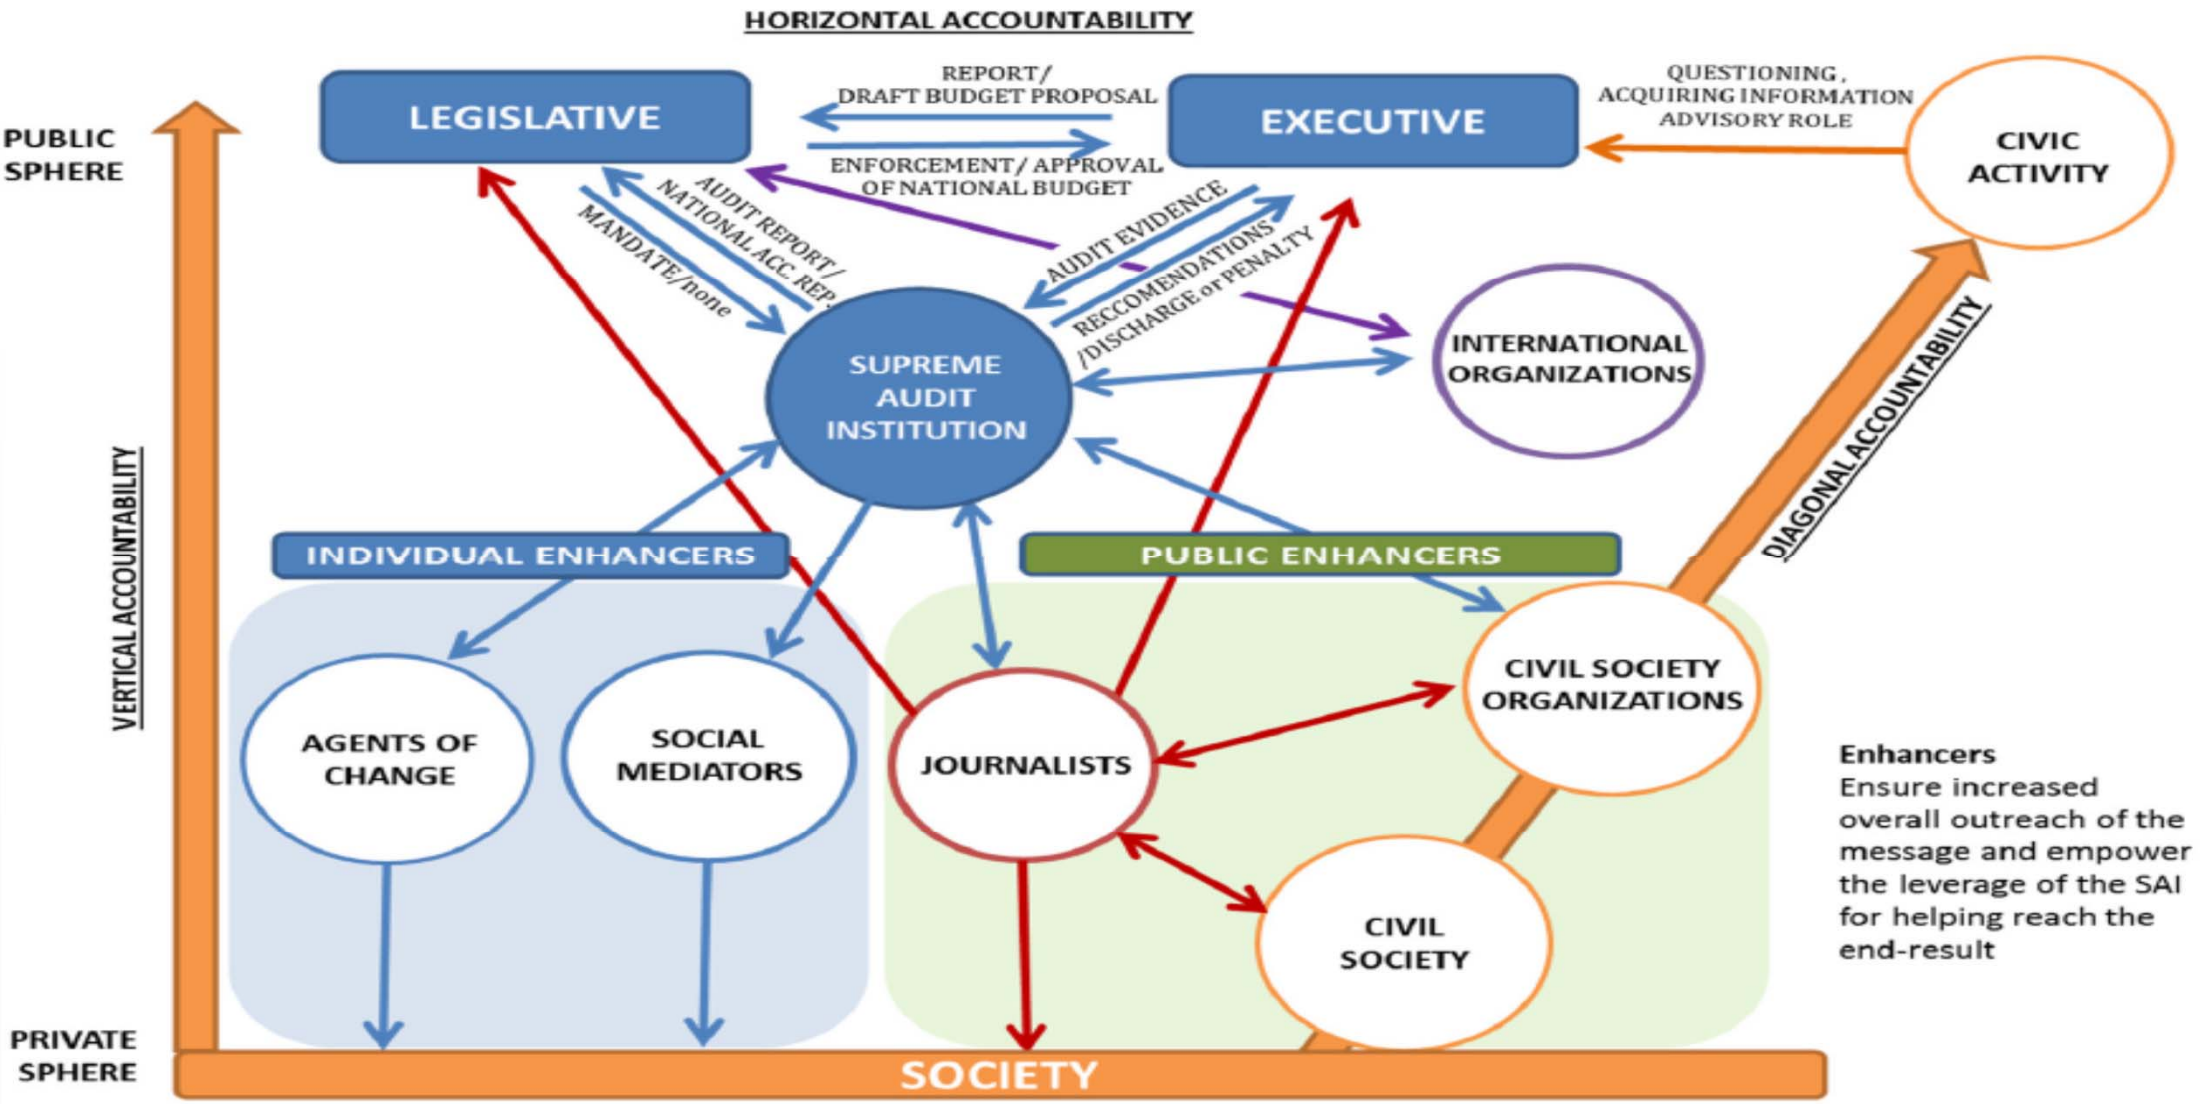 HORIZONTAL ACCOUNTABILITY
PUBLIC
SPHERE
LEGISLATIVE
REPORT/
DRAFT BUDGET PROPOSAL
ENFORCEMENT/ APPROVAL
OF NATIONAL BUDGET
EXECUTIVE
QUESTIONING,
ACQUIRING INFORMATION
ADVISORY ROLE
CIVIC
ACTIVITY
MANDATE/none
AUDIT REPORT/
NATIONAL ACC. REP.
AUDIT EVIDENCE
RECCOMENDATIONS
/DISCHARGE or PENALTY
SUPREME
AUDIT
INSTITUTION
INTERNATIONAL
ORGANIZATIONS
DIAGONAL ACCOUNTABILITY
VERTICAL ACCOUNTABILITY
INDIVIDUAL ENHANCERS
PUBLIC ENHANCERS
AGENTS OF
CHANGE
SOCIAL
MEDIATORS
JOURNALISTS
CIVIL SOCIETY
ORGANIZATIONS
CIVIL
SOCIETY
Enhancers
Ensure increased
overall outreach of the
message and empower
the leverage of the SAI
for helping reach the
end-result
PRIVATE
SPHERE
SOCIETY